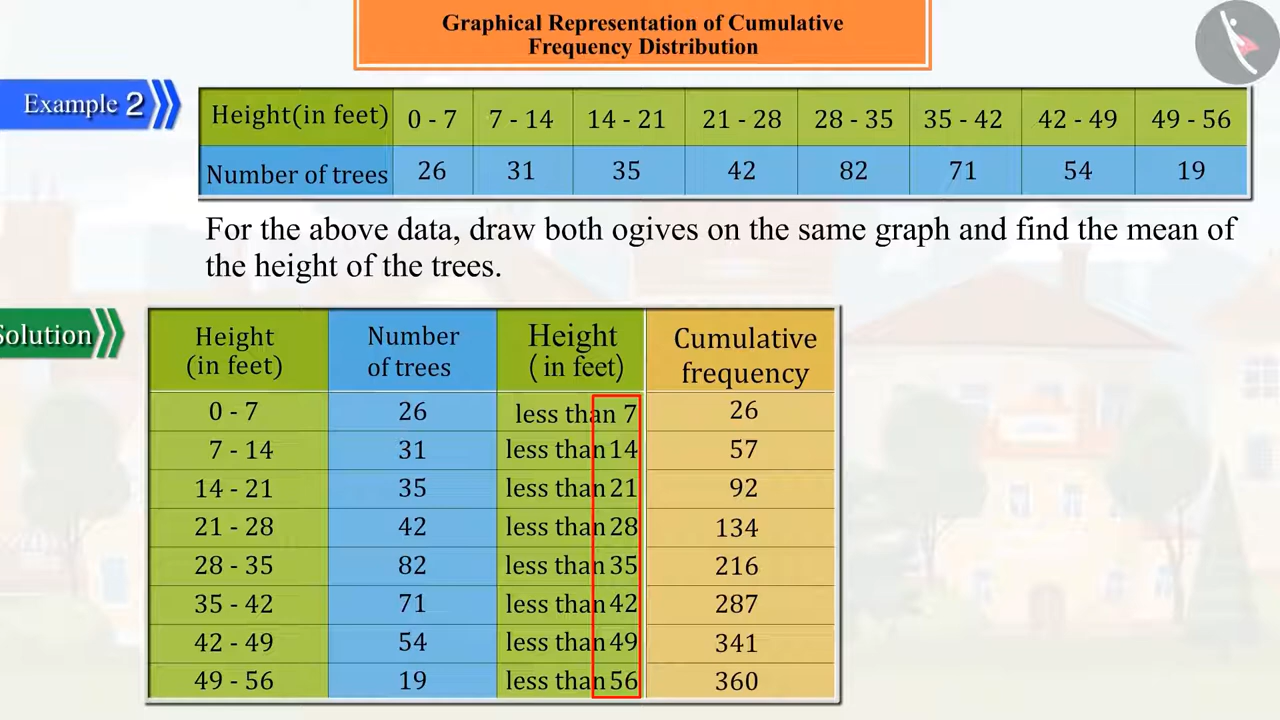 Graphical Representation of Cumulative
Frequency Distribution
Example 2
Height(in feet) 0 - 7 7 - 14 14 - 21 21 - 28 28 - 35 35 - 42 42 - 49 49 - 56
Number of trees 26 31 35 42 82 71 54 19
For the above data, draw both ogives on the same graph and find the mean of
the height of the trees.
Solution
Height (in feet) Number of trees Height ( in feet) Cumulative frequency
0 - 7 26 less than 7 26
7 - 14 31 less than 14 57
14 - 21 35 less than 21 92
21 - 28 42 less than 28 134
28 - 35 82 less than 35 216
35 - 42 71 less than 42 287
42 - 49 54 less than 49 341
49 - 56 19 less than 56 360